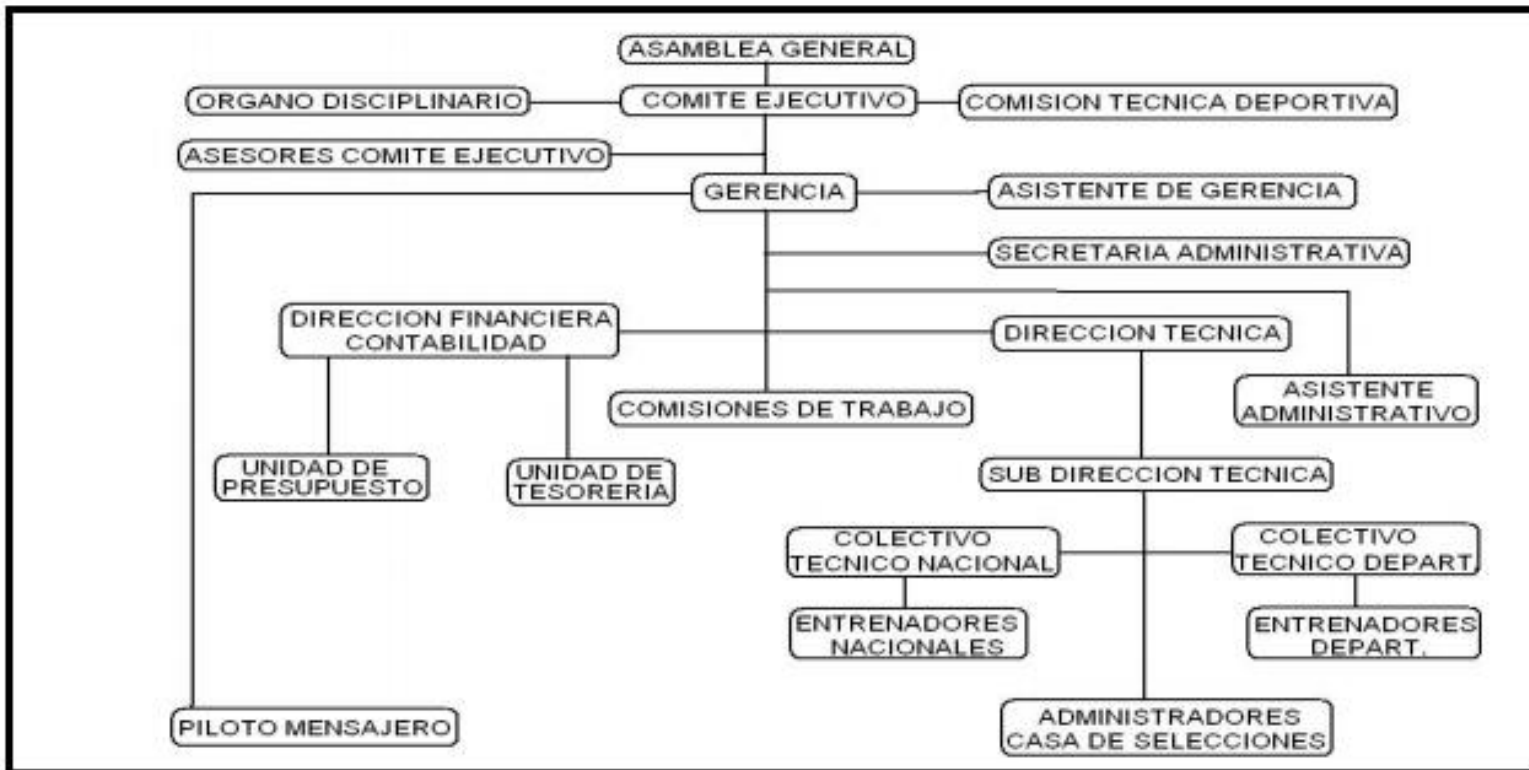 ASAMBLEA GENERAL
ORGANO DISCIPLINARIO
COMITE EJECUTIVO
COMISION TECNICA DEPORTIVA
ASESORES COMITE EJECUTIVO
GERENCIA
ASISTENTE DE GERENCIA
SECRETARIA ADMINISTRATIVA
DIRECCION FINANCIERA
CONTABILIDAD
DIRECCION TECNICA
ASISTENTE
ADMINISTRATIVO
COMISIONES DE TRABAJO
UNIDAD DE
PRESUPUESTO
UNIDAD DE
TESORERIA
SUB DIRECCION TECNICA
COLECTIVO
TECNICO NACIONAL
COLECTIVO
TECNICO DEPART.
ENTRENADORES
NACIONALES
ENTRENADORES
DEPART.
PILOTO MENSAJERO
ADMINISTRADORES
CASA DE SELECCIONES